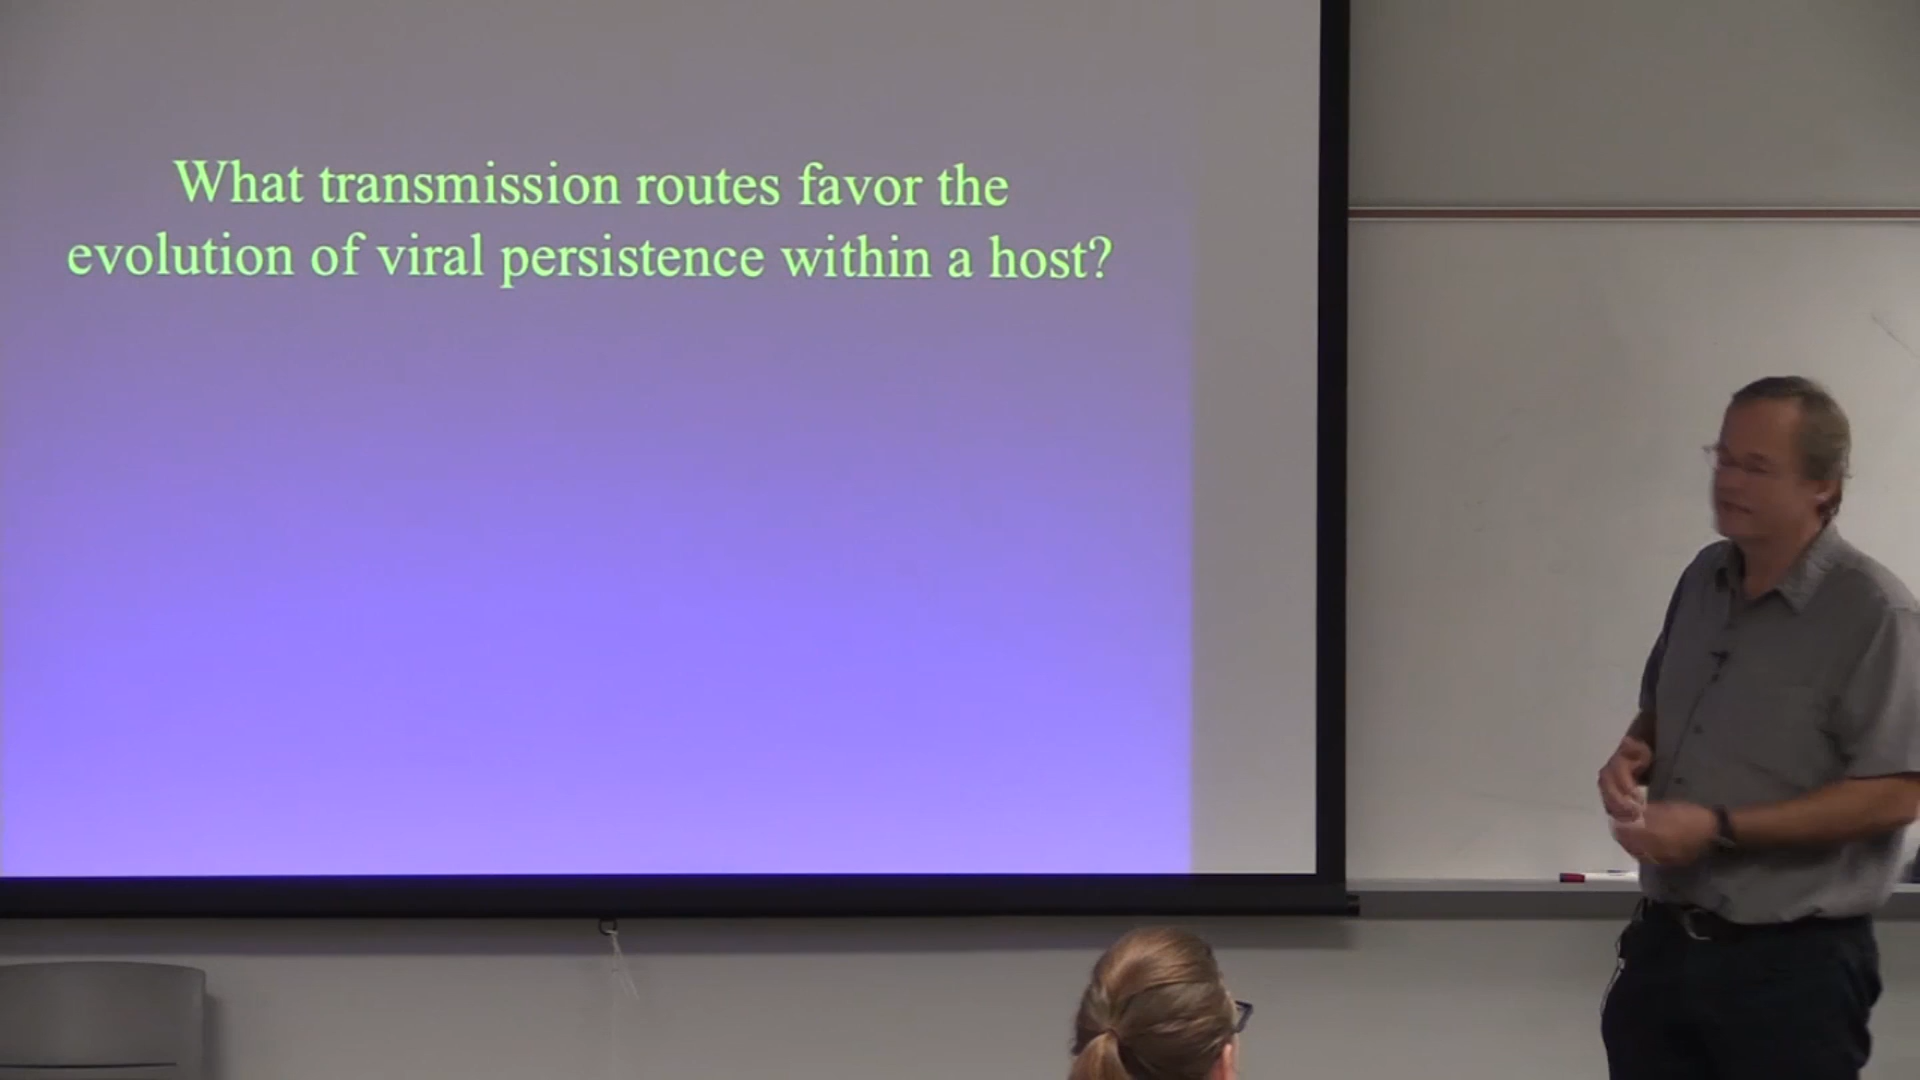 What transmission routes favor the
evolution of viral persistence within a host?